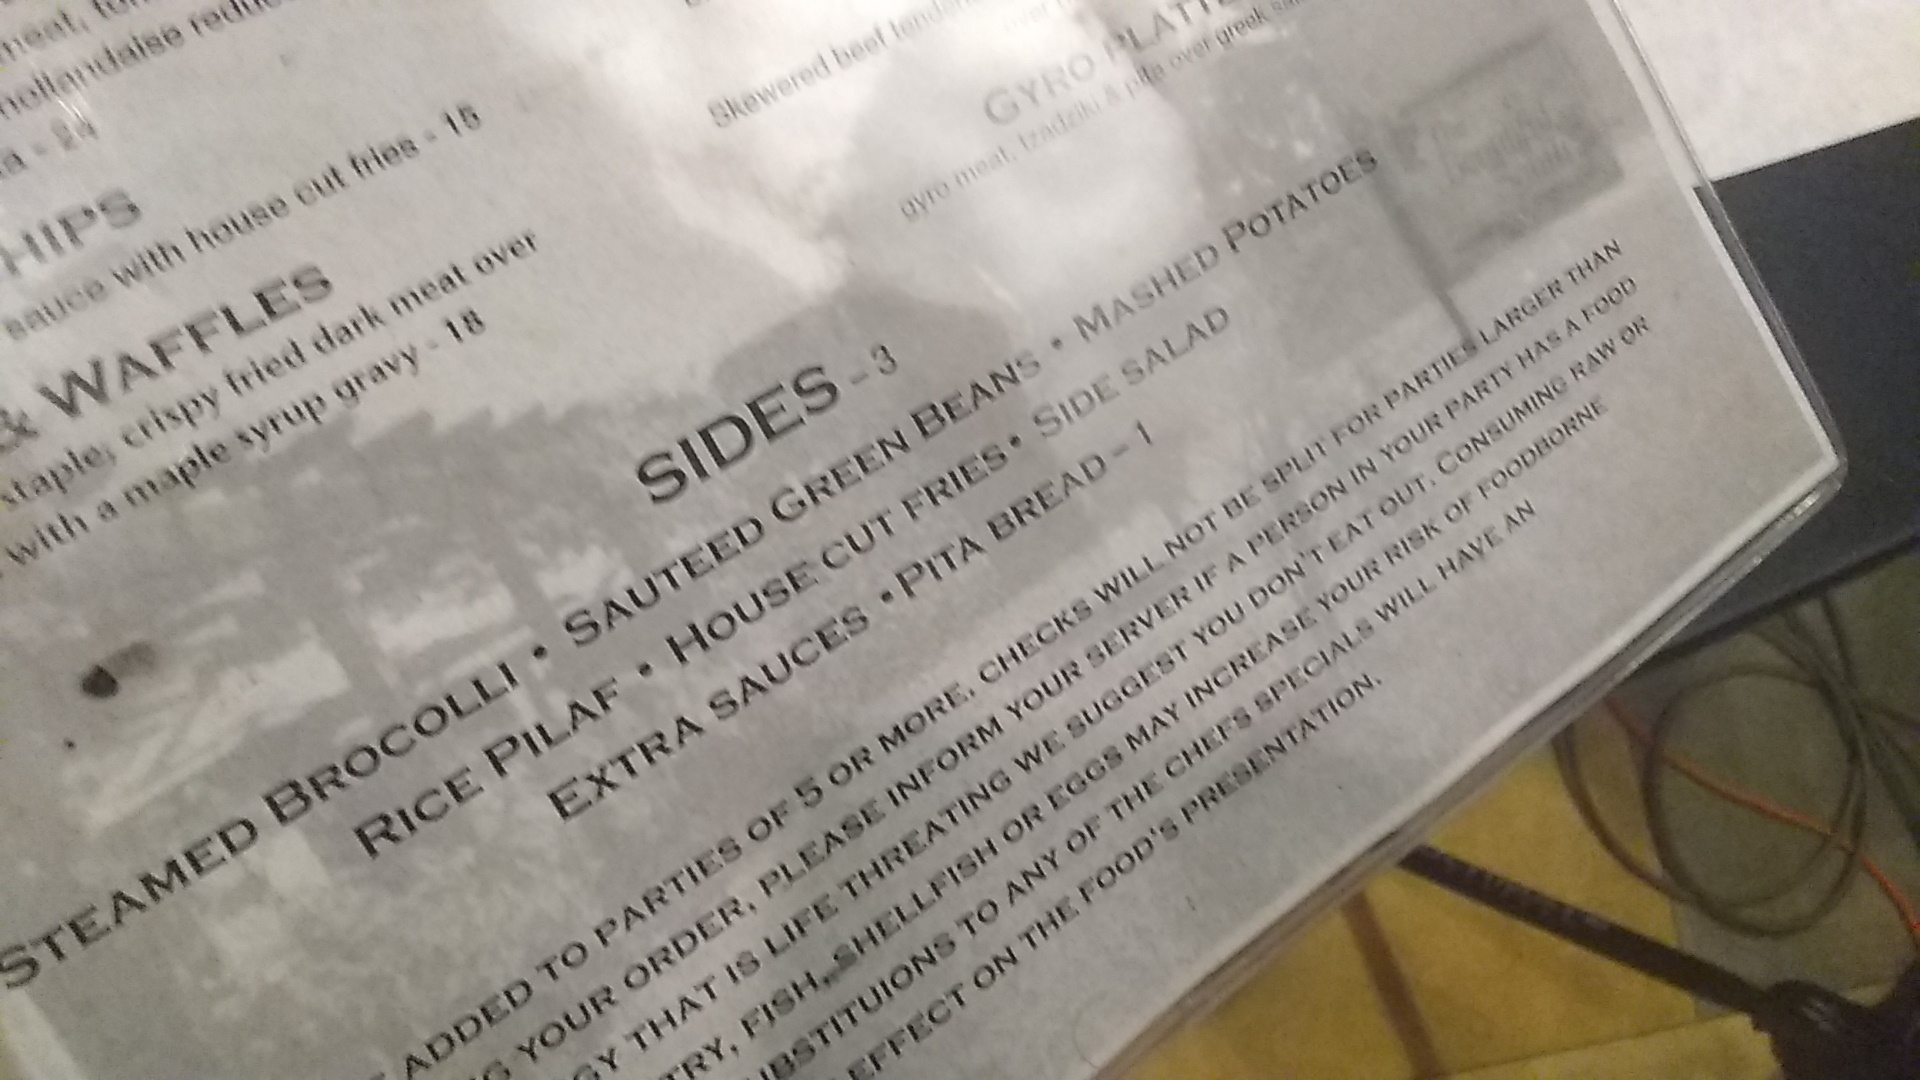 hollandaise
- 24
HIPS
sauce with house cut fries - 15
& WAFFLES
staple, crispy fried dark meat over
with a maple syrup gravy - 18
Skewered beef
over
GYRO
gyro meat, tzadziki & pita over greek
SIDES - 3
STEAMED BROCOLLI • SAUTEED GREEN BEANS • MASHED POTATOES
RICE PILAF • HOUSE CUT FRIES • SIDE SALAD
EXTRA SAUCES • PITA BREAD – 1
ADDED TO PARTIES OF 5 OR MORE, CHECKS WILL NOT BE SPLIT FOR PARTIES LARGER THAN
YOUR ORDER, PLEASE INFORM YOUR SERVER IF A PERSON IN YOUR PARTY HAS A FOOD
GY THAT IS LIFE THREATING WE SUGGEST YOU DON'T EAT OUT. CONSUMING RAW OR
TRY, FISH, SHELLFISH OR EGGS MAY INCREASE YOUR RISK OF FOODBORNE
UBSTITUIONS TO ANY OF THE CHEFS SPECIALS WILL HAVE AN
EFFECT ON THE FOOD'S PRESENTATION.